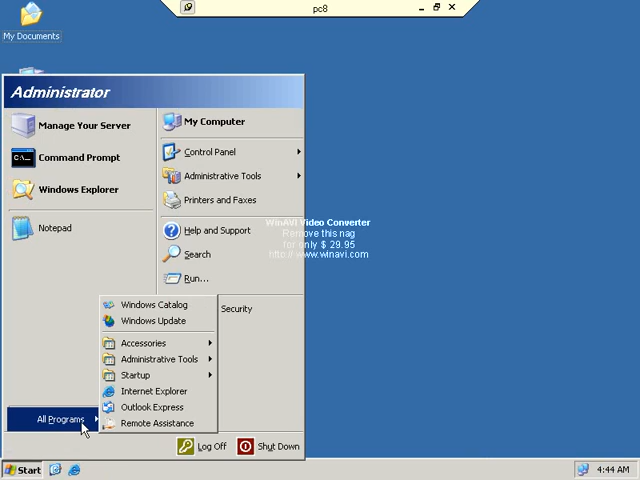 pc8
My Documents
Administrator
Manage Your Server
Command Prompt
Windows Explorer
Notepad
My Computer
Control Panel
Administrative Tools
Printers and Faxes
Help and Support
Search
Run...
Security
WinAVI Video Converter
Remove this nag
for only $ 29.95
http:// www.winavi.com
Windows Catalog
Windows Update
Accessories
Administrative Tools
Startup
Internet Explorer
Outlook Express
Remote Assistance
All Programs
Log Off
Shut Down
Start
4:44 AM